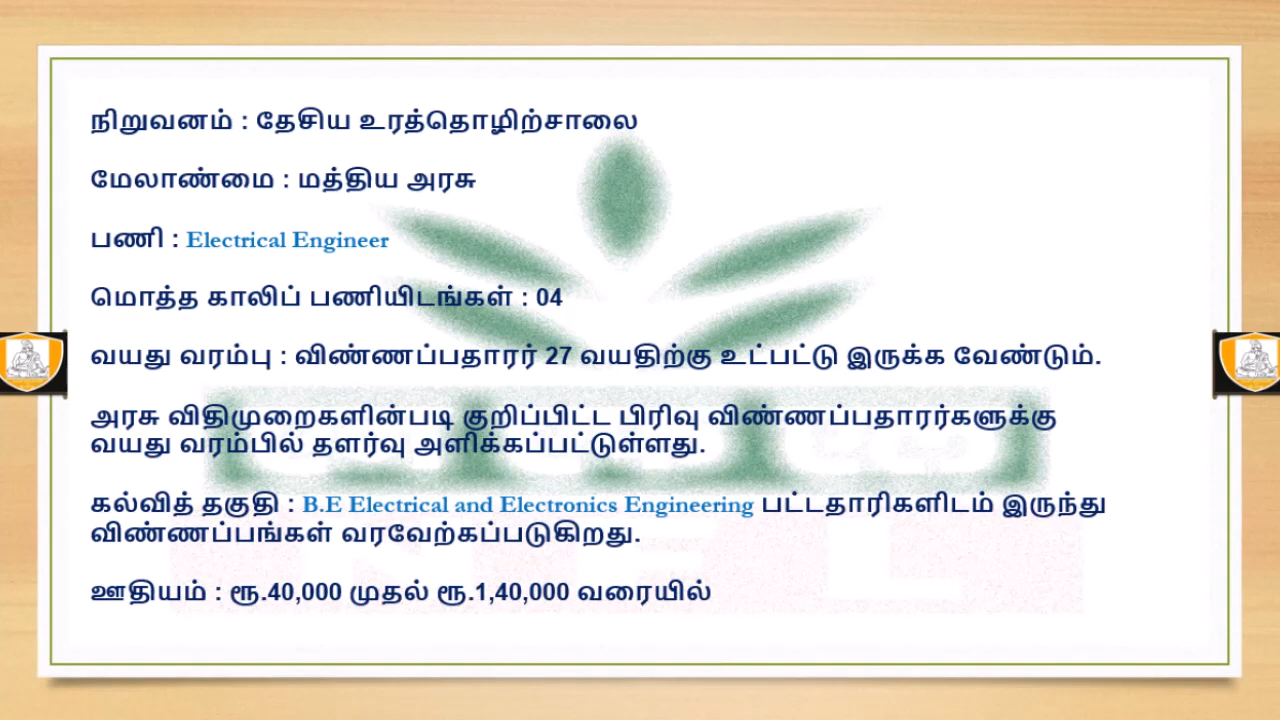 நிறுவனம் : தேசிய உரத்தொழிற்சாலை
மேலாண்மை : மத்திய அரசு
பணி : Electrical Engineer
மொத்த காலிப் பணியிடங்கள் : 04
வயது வரம்பு : விண்ணப்பதாரர் 27 வயதிற்கு உட்பட்டு இருக்க வேண்டும்.
அரசு விதிமுறைகளின்படி குறிப்பிட்ட பிரிவு விண்ணப்பதாரர்களுக்கு
வயது வரம்பில் தளர்வு அளிக்கப்பட்டுள்ளது.
கல்வித் தகுதி : B.E Electrical and Electronics Engineering பட்டதாரிகளிடம் இருந்து
விண்ணப்பங்கள் வரவேற்கப்படுகிறது.
ஊதியம் : ரூ.40,000 முதல் ரூ.1,40,000 வரையில்